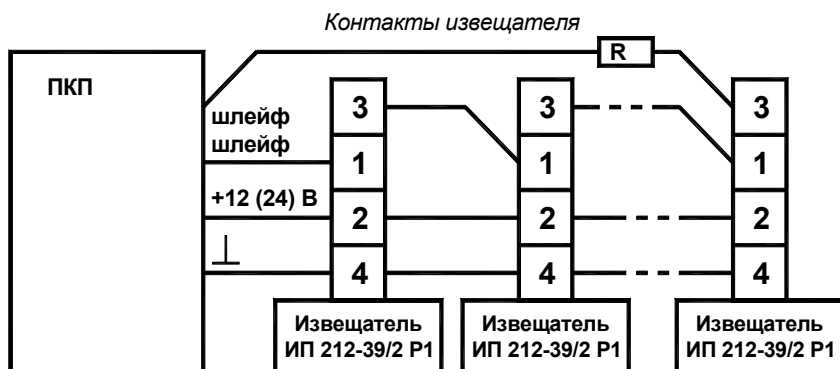 Контакты извещателя
R
ПКП
шлейф
шлейф
+12 (24) В
3
1
2
4
3
1
2
4
3
1
2
4
Извещатель
ИП 212-39/2 Р1
Извещатель
ИП 212-39/2 Р1
Извещатель
ИП 212-39/2 Р1